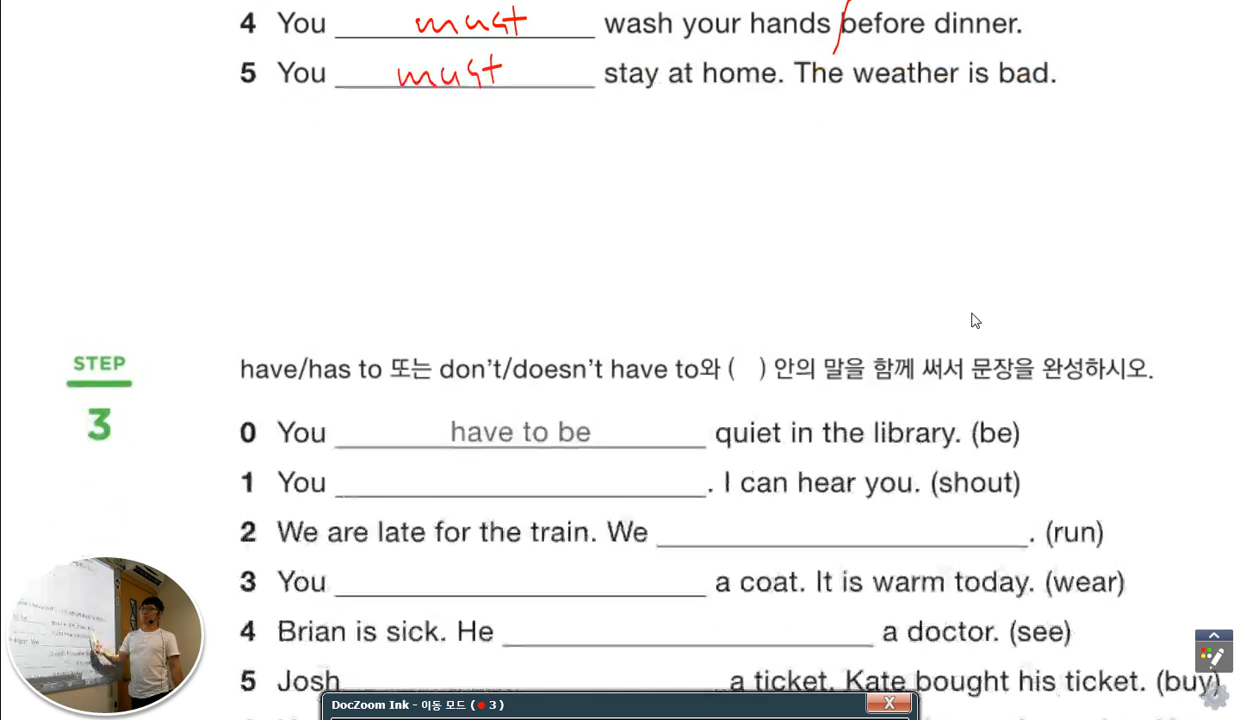 4 You must wash your hands before dinner.
5 You must stay at home. The weather is bad.
STEP
3
have/has to 또는 don't/doesn't have to와 ( ) 안의 말을 함께 써서 문장을 완성하시오.
0 You have to be quiet in the library. (be)
1 You ____. I can hear you. (shout)
2 We are late for the train. We ____. (run)
3 You ____ a coat. It is warm today. (wear)
4 Brian is sick. He ____ a doctor. (see)
5 Josh ____ a ticket. Kate bought his ticket. (buy)
DocZoom Ink - 이동 모드 ( 3 )